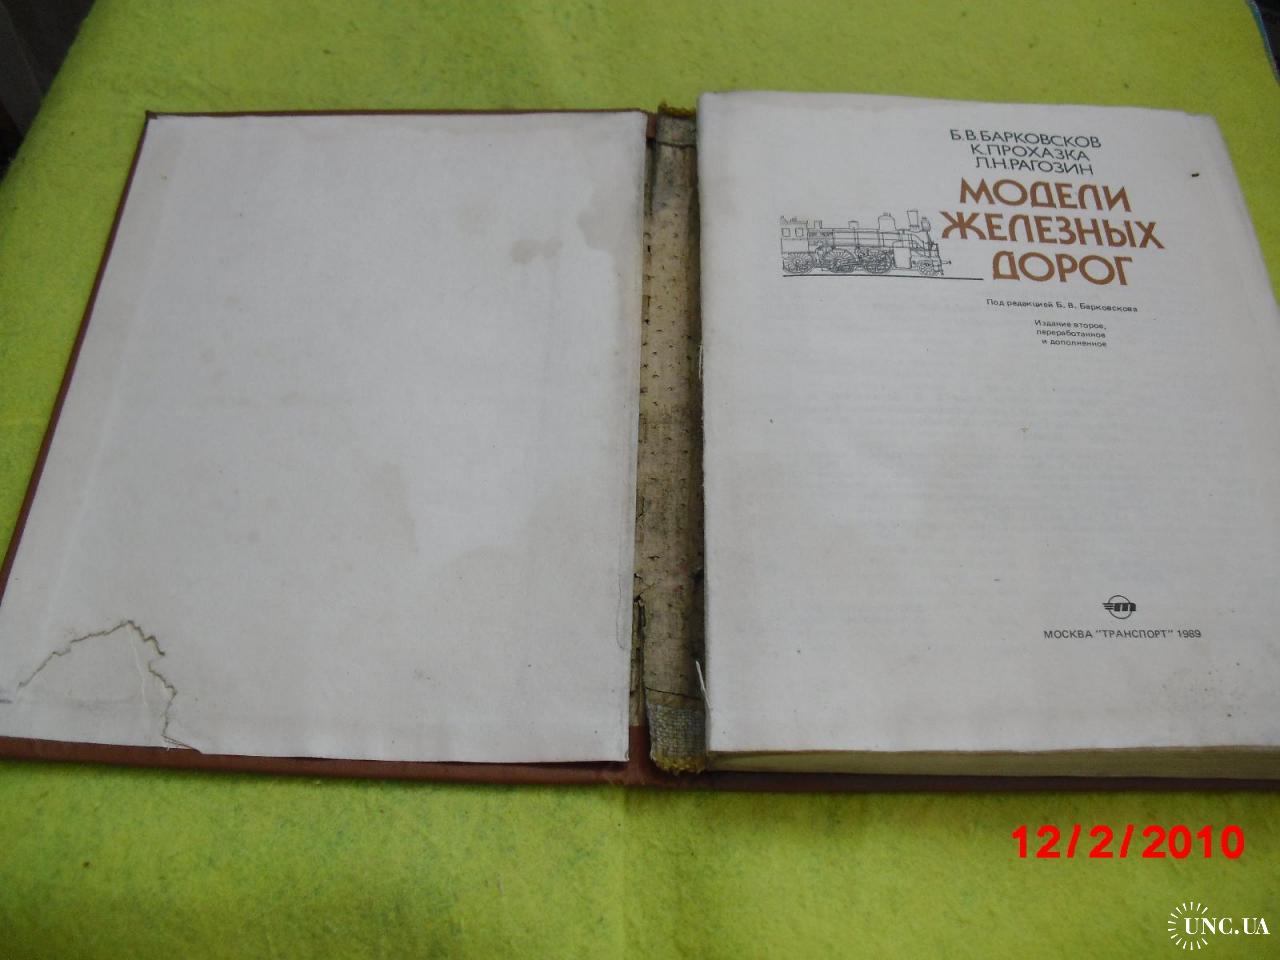 Б.В.БАРКОВСКОВ
К.ПРОХАЗКА
Л.Н.РАГОЗИН
МОДЕЛИ
ЖЕЛЕЗНЫХ
ДОРОГ
Под редакцией Б. В. Барковскова
Издание второе,
переработанное
и дополненное
МОСКВА "ТРАНСПОРТ" 1989
12/2/2010
UNC.UA